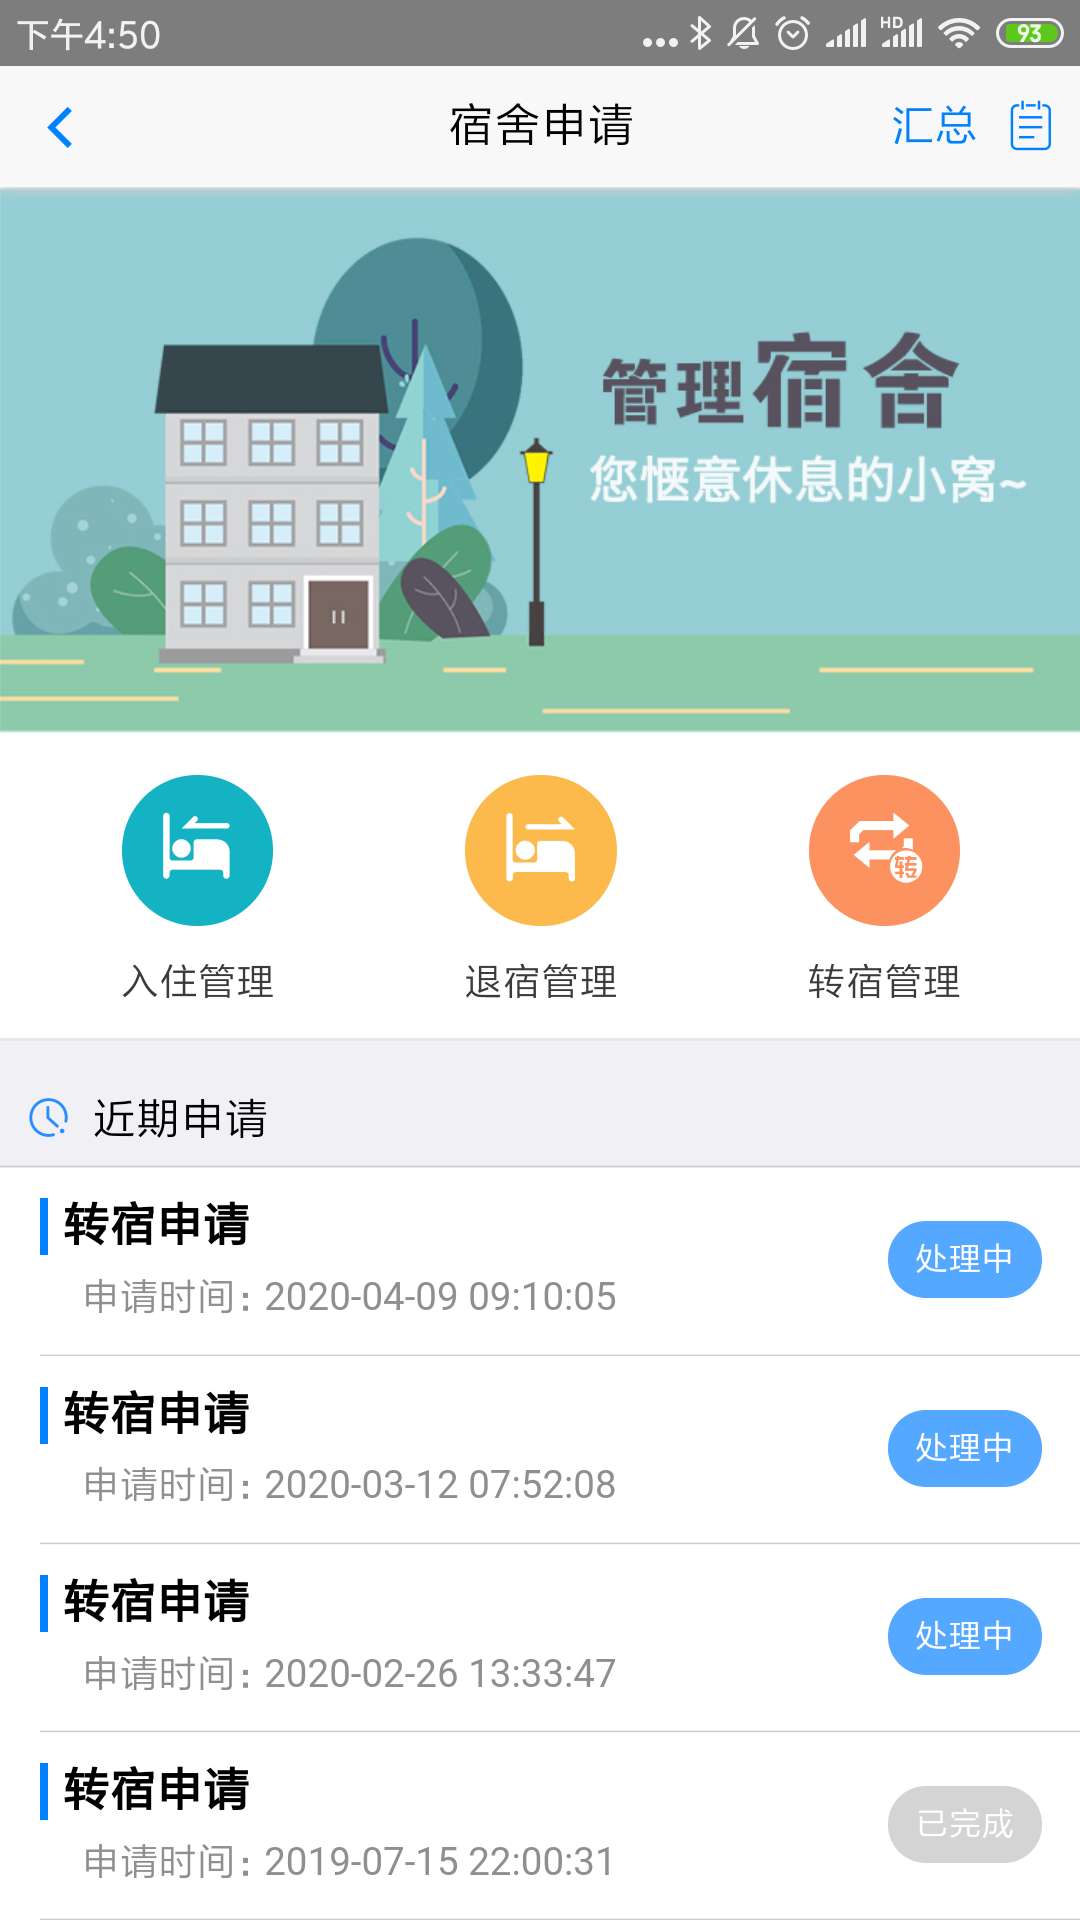 下午4:50 HD 93
宿舍申请 汇总
管理宿舍
您惬意休息的小窝~
转
入住管理 退宿管理 转宿管理
近期申请
转宿申请
处理中
申请时间：2020-04-09 09:10:05
转宿申请
处理中
申请时间：2020-03-12 07:52:08
转宿申请
处理中
申请时间：2020-02-26 13:33:47
转宿申请
已完成
申请时间：2019-07-15 22:00:31